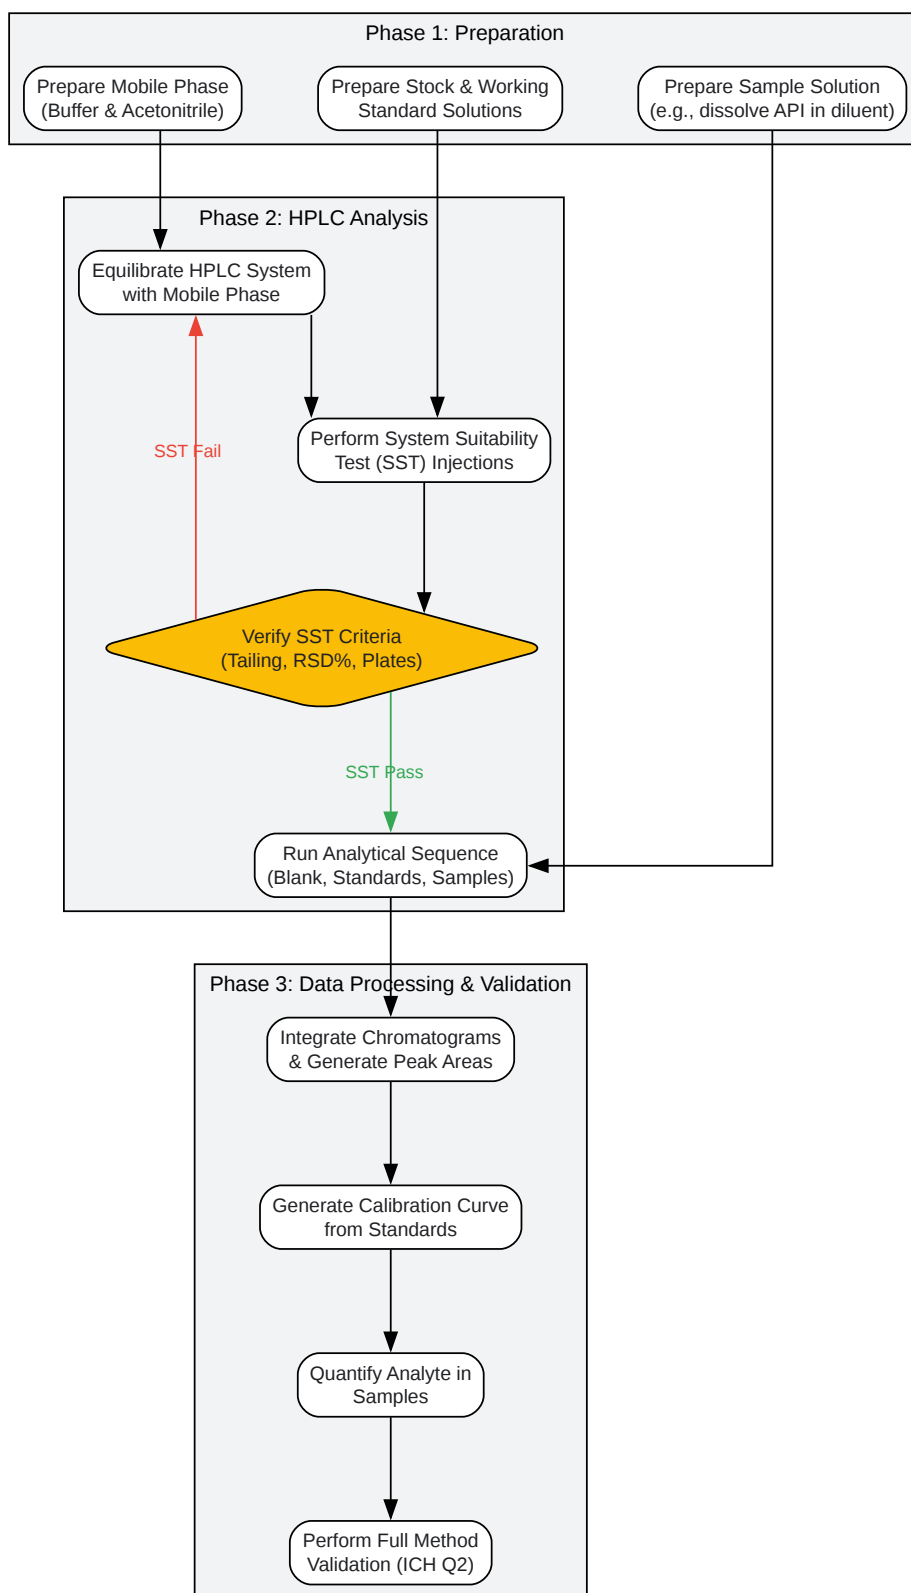 Phase 1: Preparation
Prepare Mobile Phase
(Buffer & Acetonitrile)
Prepare Stock & Working
Standard Solutions
Prepare Sample Solution
(e.g., dissolve API in diluent)
Phase 2: HPLC Analysis
Equilibrate HPLC System
with Mobile Phase
SST Fail
Perform System Suitability
Test (SST) Injections
Verify SST Criteria
(Tailing, RSD%, Plates)
SST Pass
Run Analytical Sequence
(Blank, Standards, Samples)
Phase 3: Data Processing & Validation
Integrate Chromatograms
& Generate Peak Areas
Generate Calibration Curve
from Standards
Quantify Analyte in
Samples
Perform Full Method
Validation (ICH Q2)